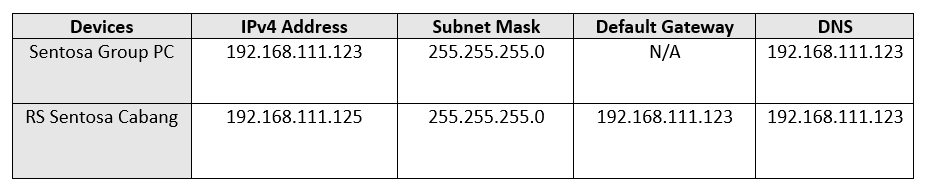 Devices IPv4 Address Subnet Mask Default Gateway DNS
Sentosa Group PC 192.168.111.123 255.255.255.0 N/A 192.168.111.123
RS Sentosa Cabang 192.168.111.125 255.255.255.0 192.168.111.123 192.168.111.123